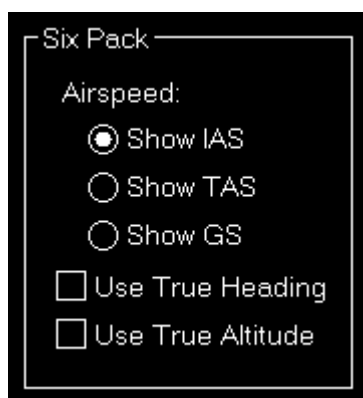 Six Pack
Airspeed:
Show IAS
Show TAS
Show GS
Use True Heading
Use True Altitude